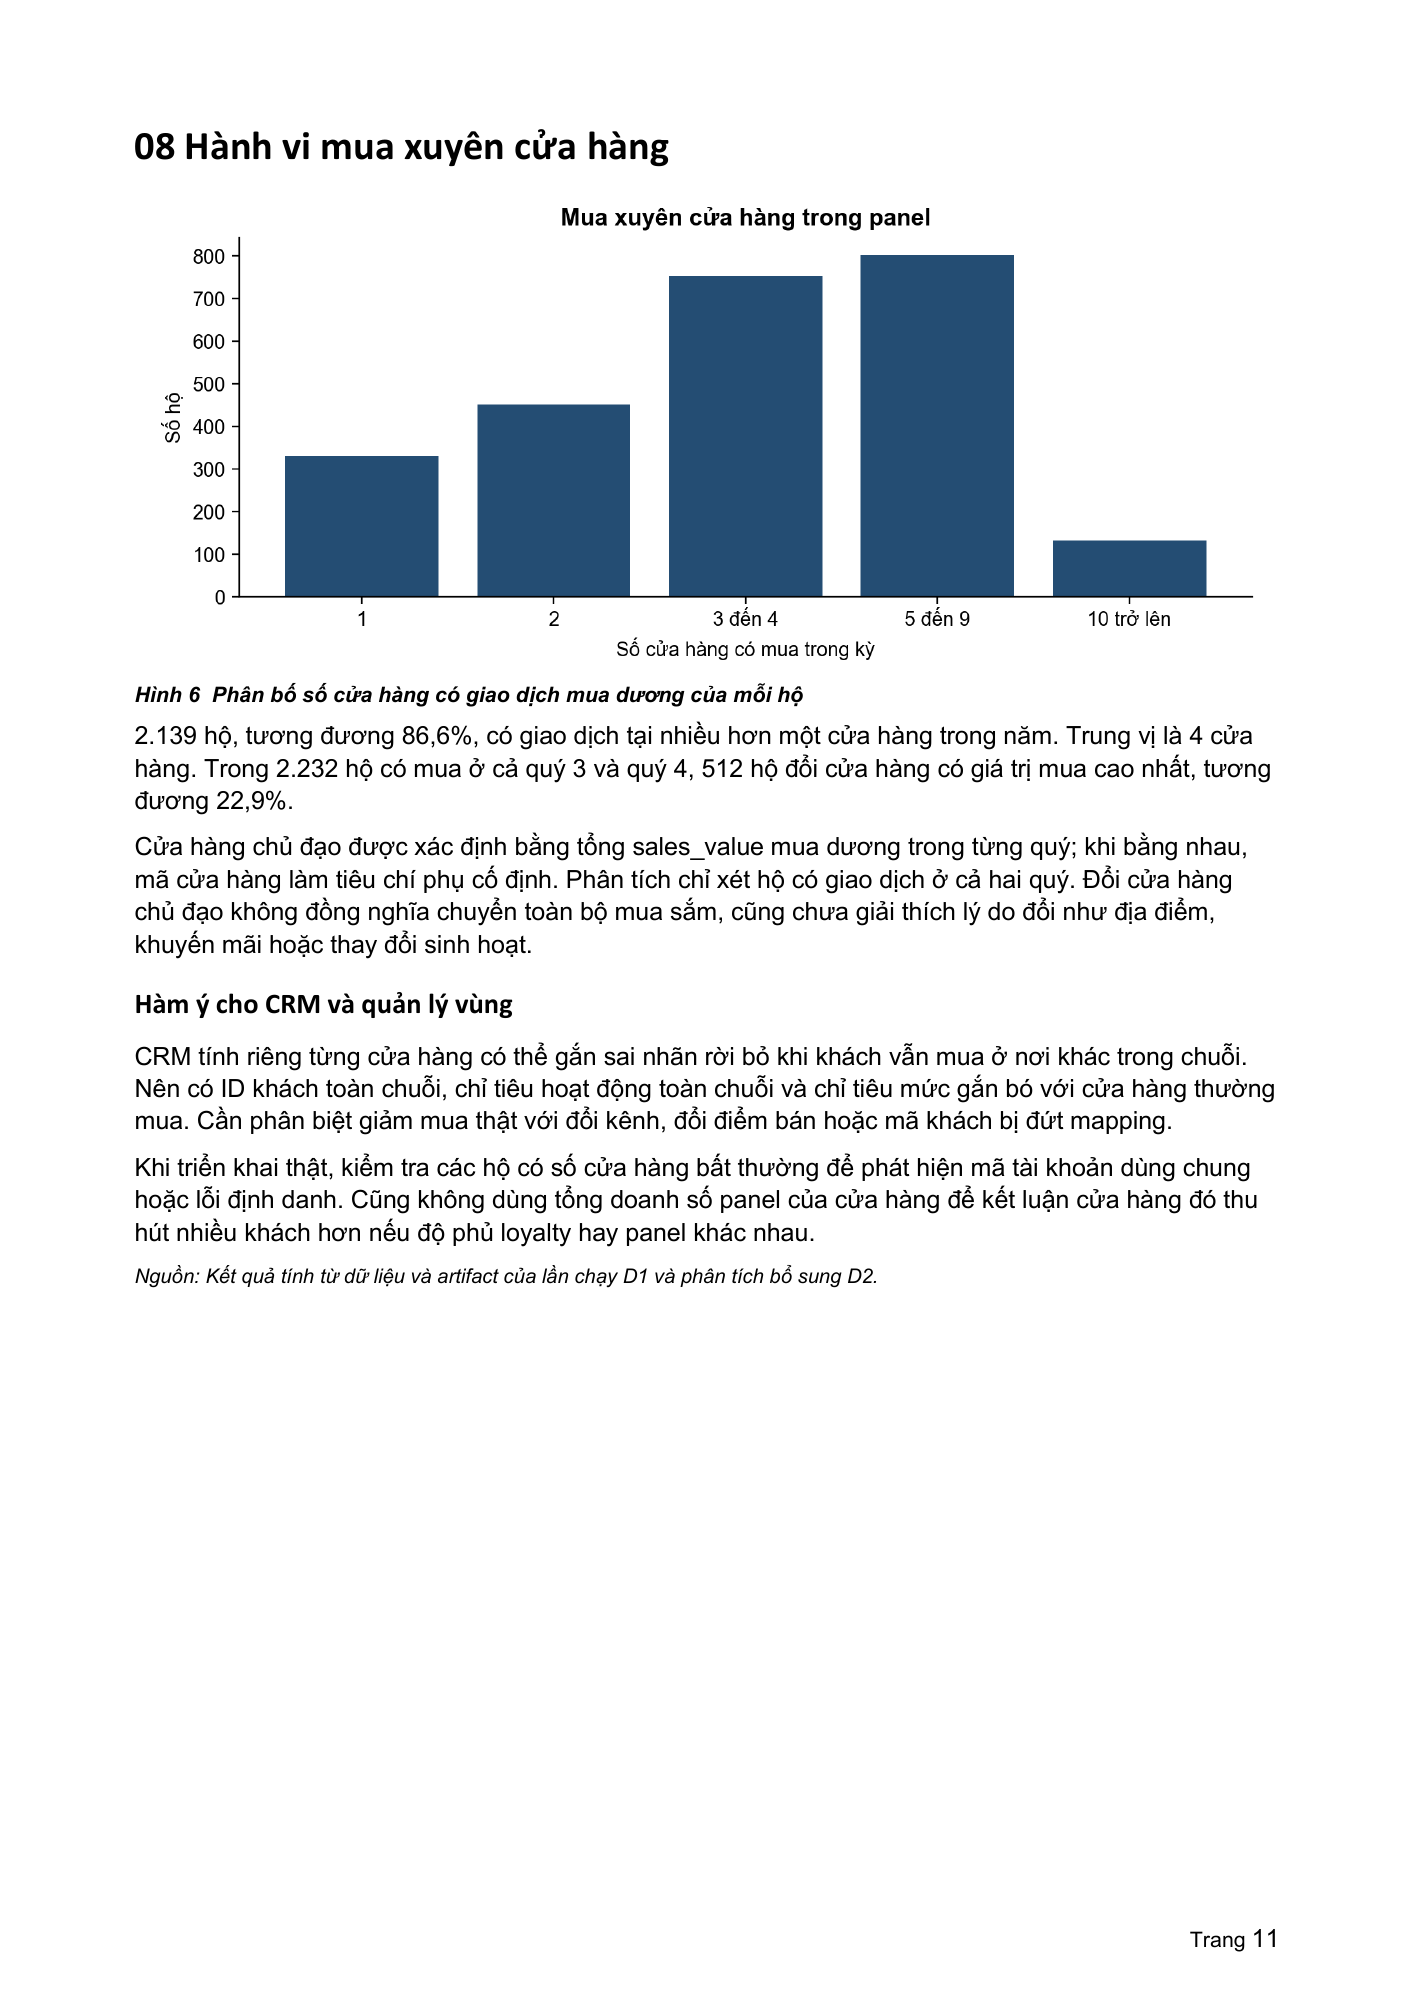 08 Hành vi mua xuyên cửa hàng
Mua xuyên cửa hàng trong panel
800
700
600
500
400
300
200
100
0
Số hộ
1
2
3 đến 4
5 đến 9
10 trở lên
Số cửa hàng có mua trong kỳ
Hình 6 Phân bố số cửa hàng có giao dịch mua dương của mỗi hộ
2.139 hộ, tương đương 86,6%, có giao dịch tại nhiều hơn một cửa hàng trong năm. Trung vị là 4 cửa
hàng. Trong 2.232 hộ có mua ở cả quý 3 và quý 4, 512 hộ đổi cửa hàng có giá trị mua cao nhất, tương
đương 22,9%.
Cửa hàng chủ đạo được xác định bằng tổng sales_value mua dương trong từng quý; khi bằng nhau,
mã cửa hàng làm tiêu chí phụ cố định. Phân tích chỉ xét hộ có giao dịch ở cả hai quý. Đổi cửa hàng
chủ đạo không đồng nghĩa chuyển toàn bộ mua sắm, cũng chưa giải thích lý do đổi như địa điểm,
khuyến mãi hoặc thay đổi sinh hoạt.
Hàm ý cho CRM và quản lý vùng
CRM tính riêng từng cửa hàng có thể gắn sai nhãn rời bỏ khi khách vẫn mua ở nơi khác trong chuỗi.
Nên có ID khách toàn chuỗi, chỉ tiêu hoạt động toàn chuỗi và chỉ tiêu mức gắn bó với cửa hàng thường
mua. Cần phân biệt giảm mua thật với đổi kênh, đổi điểm bán hoặc mã khách bị đứt mapping.
Khi triển khai thật, kiểm tra các hộ có số cửa hàng bất thường để phát hiện mã tài khoản dùng chung
hoặc lỗi định danh. Cũng không dùng tổng doanh số panel của cửa hàng để kết luận cửa hàng đó thu
hút nhiều khách hơn nếu độ phủ loyalty hay panel khác nhau.
Nguồn: Kết quả tính từ dữ liệu và artifact của lần chạy D1 và phân tích bổ sung D2.
Trang 11